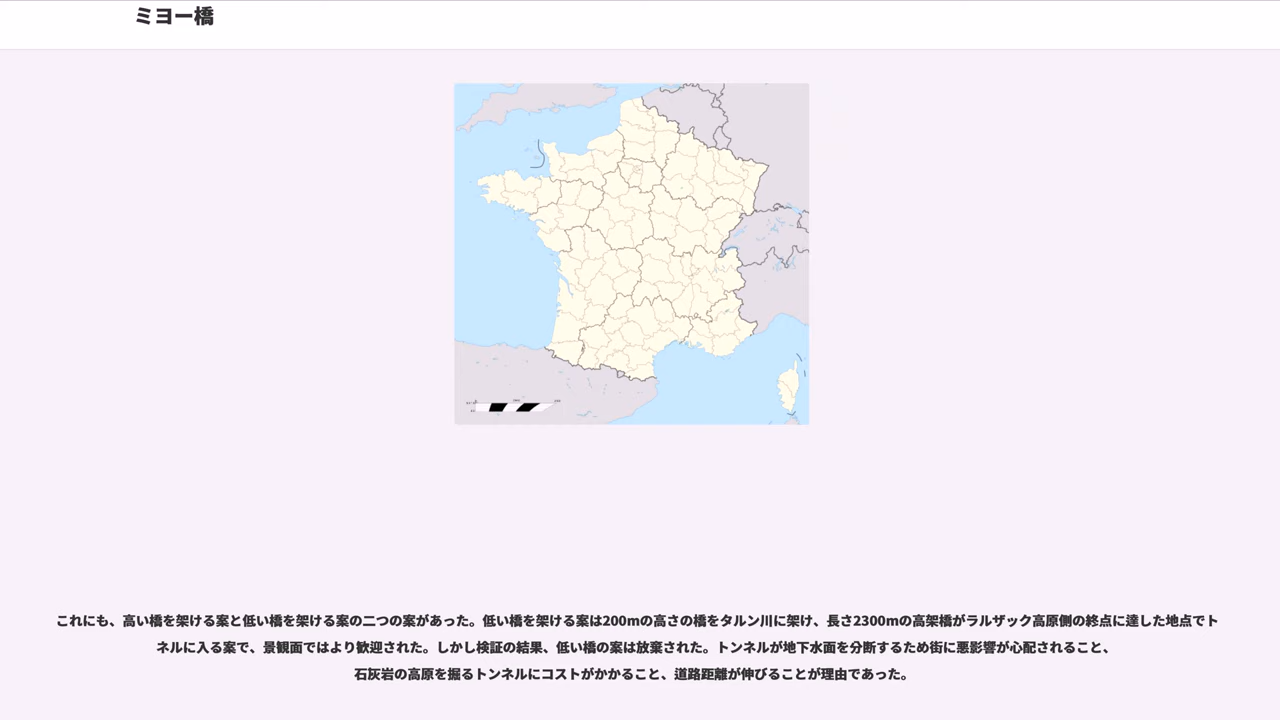 ミヨー橋
これにも、高い橋を架ける案と低い橋を架ける案の二つの案があった。低い橋を架ける案は200mの高さの橋をタルン川に架け、長さ2300mの高架橋がラルザック高原側の終点に達した地点でト
ネルに入る案で、景観面ではより歓迎された。しかし検証の結果、低い橋の案は放棄された。トンネルが地下水面を分断するため街に悪影響が心配されること、
石灰岩の高原を掘るトンネルにコストがかかること、道路距離が伸びることが理由であった。